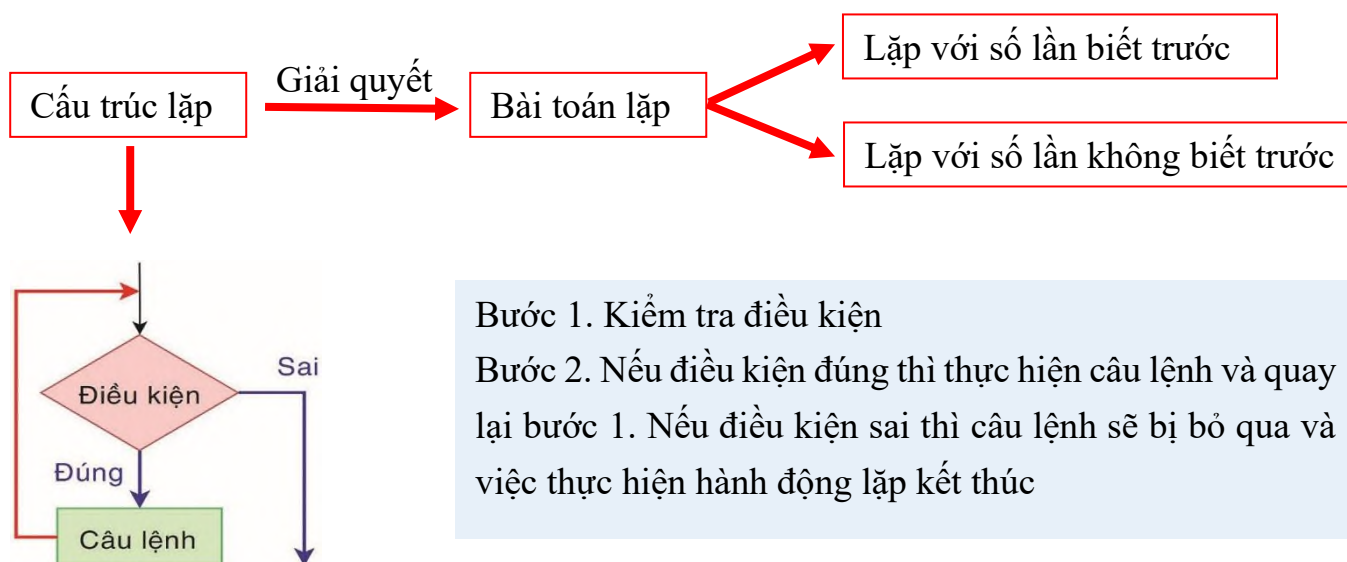 Lặp với số lần biết trước
Giải quyết
Cấu trúc lặp
Bài toán lặp
Lặp với số lần không biết trước
Điều kiện
Sai
Đúng
Câu lệnh
Bước 1. Kiểm tra điều kiện
Bước 2. Nếu điều kiện đúng thì thực hiện câu lệnh và quay
lại bước 1. Nếu điều kiện sai thì câu lệnh sẽ bị bỏ qua và
việc thực hiện hành động lặp kết thúc